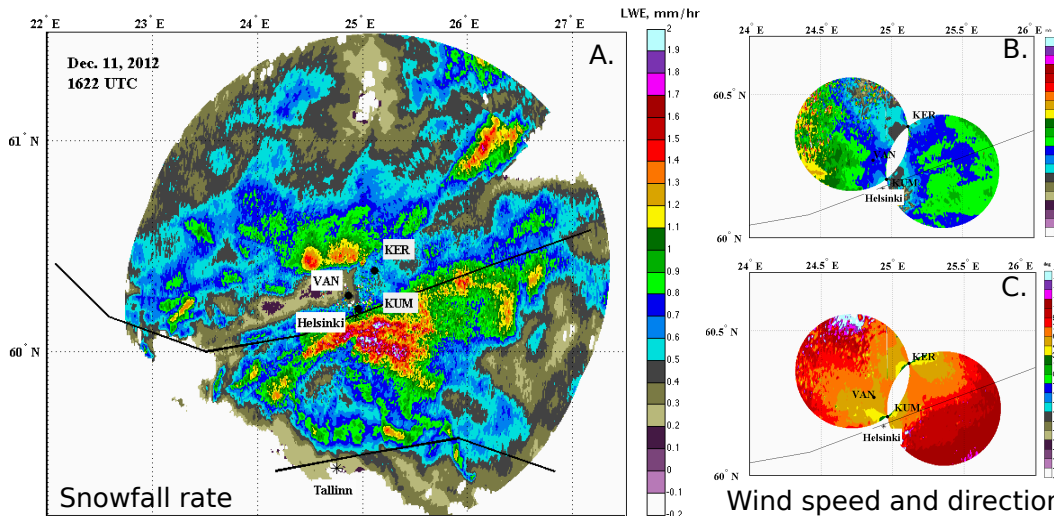 22° E 23° E 24° E 25° E 26° E 27° E
LWE, mm/hr
A.
Dec. 11, 2012
1622 UTC
61° N
60° N
KER
VAN
KUM
Helsinki
Tallinn
Snowfall rate
2
1.9
1.8
1.7
1.6
1.5
1.4
1.3
1.2
1.1
1
0.9
0.8
0.7
0.6
0.5
0.4
0.3
0.2
0.1
0
-0.1
-0.2
24° E 24.5° E 25° E 25.5° E 26° E
B.
60.5° N
60° N
KER
VAN
KUM
Helsinki
24° E 24.5° E 25° E 25.5° E 26° E
C.
deg
60.5° N
60° N
KER
VAN
KUM
Helsinki
Wind speed and direction